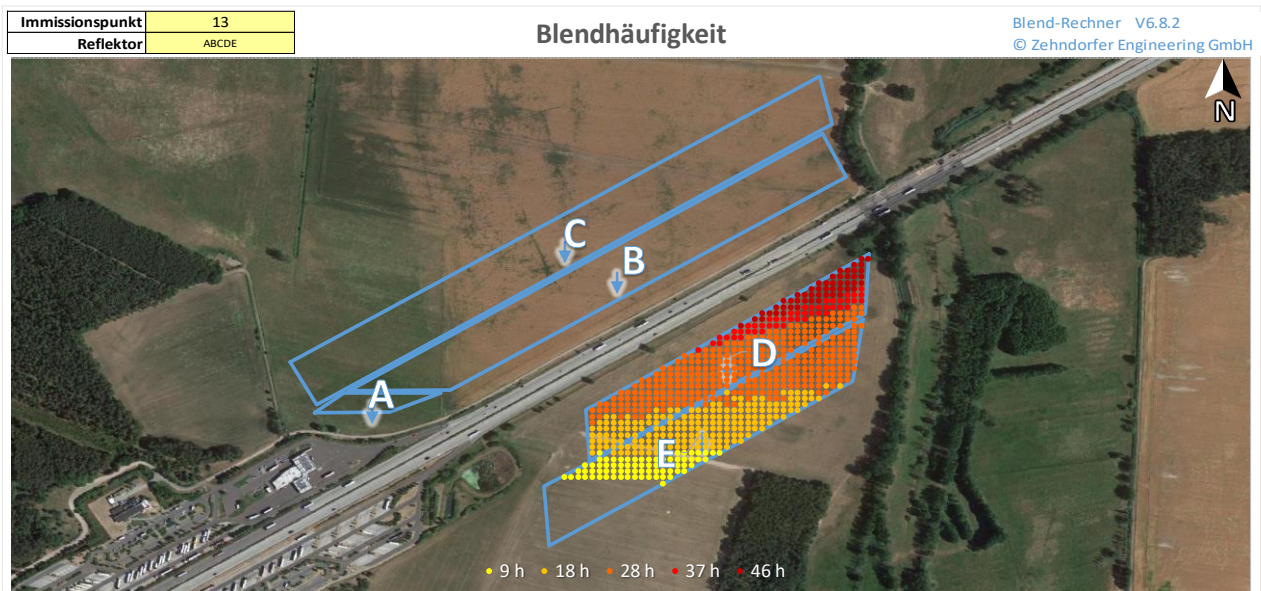 Immissionspunkt 13
Reflektor ABCDE
Blendhäufigkeit
Blend-Rechner V6.8.2
© Zehndorfer Engineering GmbH
N
C
B
D
A
E
9 h 18 h 28 h 37 h 46 h